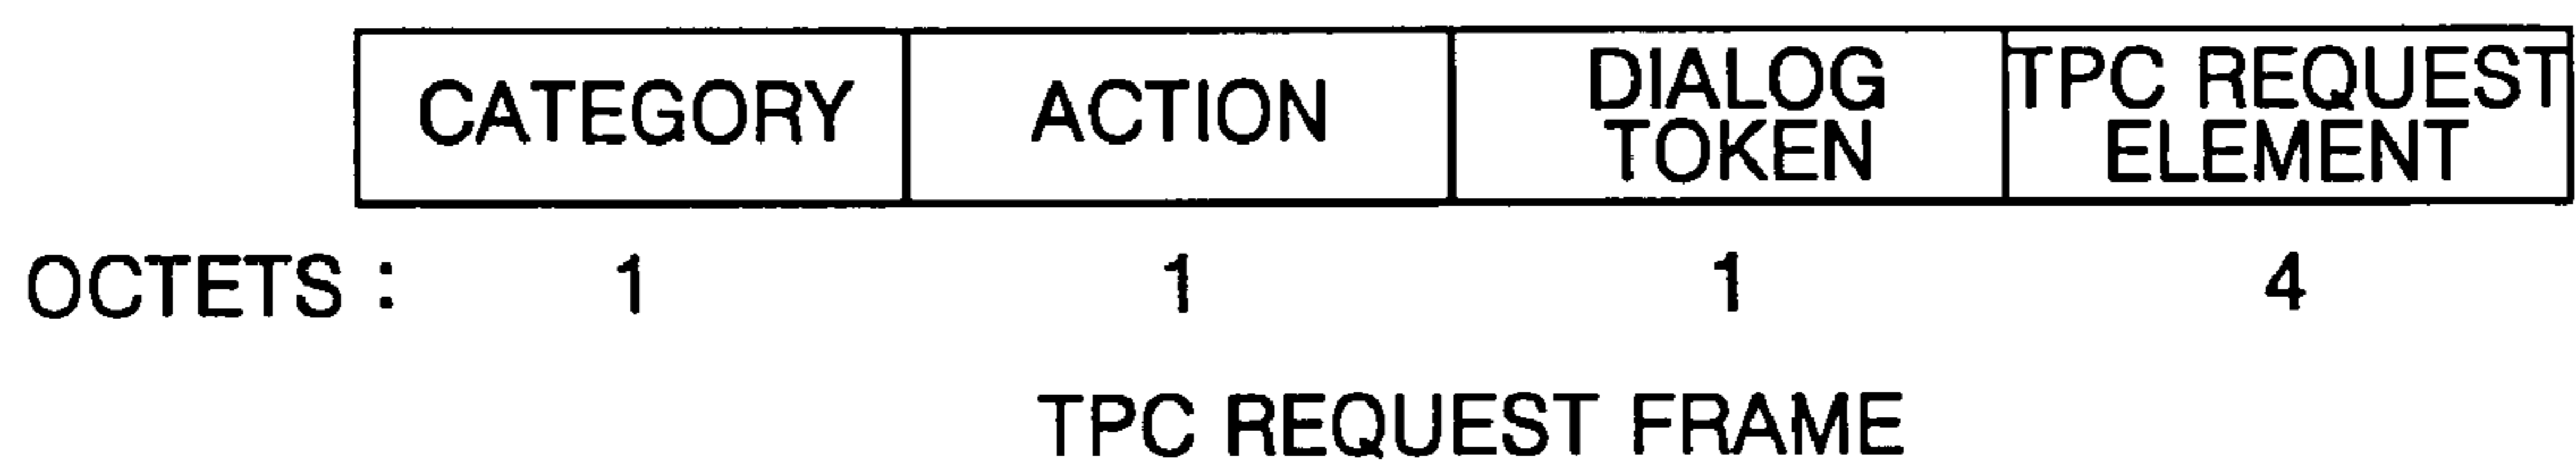 CATEGORY
ACTION
DIALOG
TOKEN
TPC REQUEST
ELEMENT
OCTETS : 1 1 1 4
TPC REQUEST FRAME